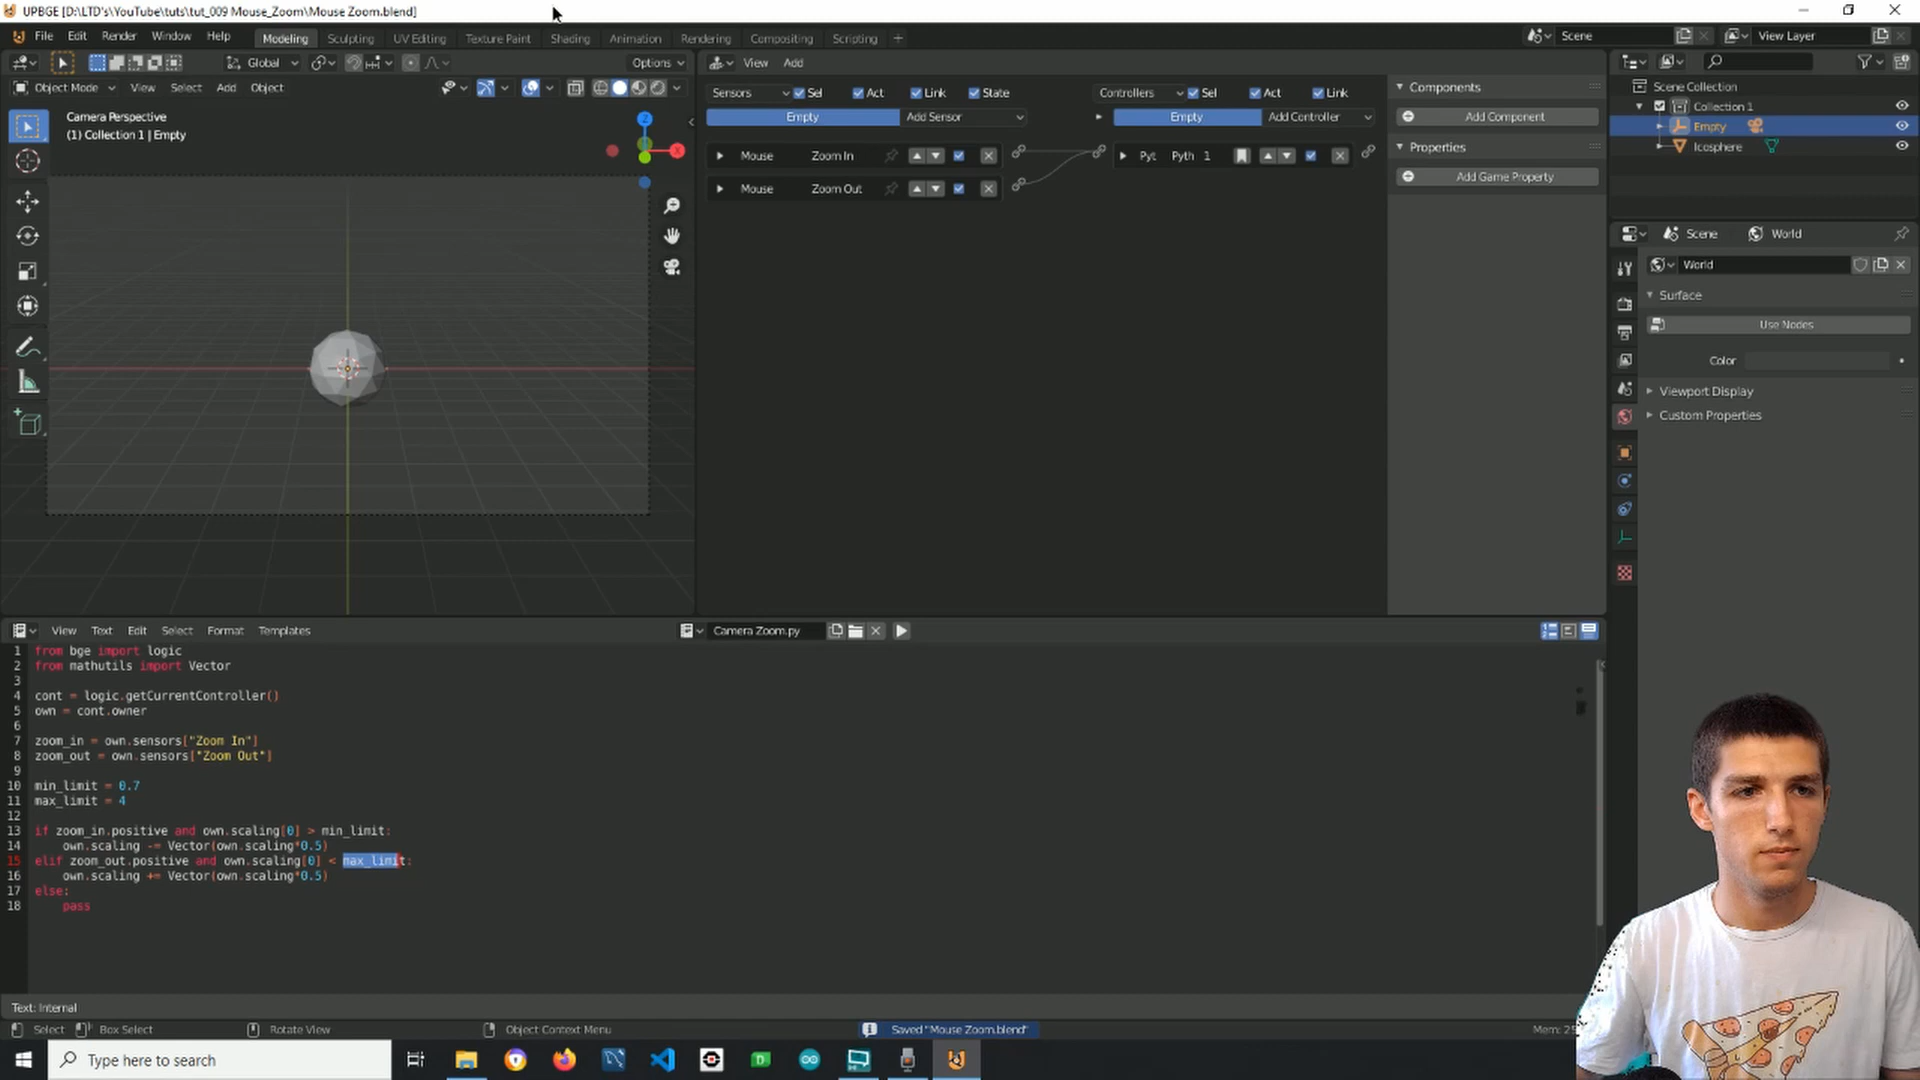 UPBGE [D:\LTD's\YouTube\tuts\tut_009 Mouse_Zoom\Mouse Zoom.blend]
File Edit Render Window Help Modeling Sculpting UV Editing Texture Paint Shading Animation Rendering Compositing Scripting + Scene View Layer
Global Options View Add
Object Mode View Select Add Object
Camera Perspective
(1) Collection 1 | Empty
X
Z
Sensors Sel Act Link State Controllers Sel Act Link
Empty Add Sensor Empty Add Controller
Mouse Zoom In Pyt Pyth 1
Mouse Zoom Out
Components
Add Component
Properties
Add Game Property
Scene Collection
Collection 1
Empty
Icosphere
Scene World
World
Surface
Use Nodes
Color
Viewport Display
Custom Properties
View Text Edit Select Format Templates Camera Zoom.py
1 from bge import logic
2 from mathutils import Vector
3
4 cont = logic.getCurrentController()
5 own = cont.owner
6
7 zoom_in = own.sensors["Zoom In"]
8 zoom_out = own.sensors["Zoom Out"]
9
10 min_limit = 0.7
11 max_limit = 4
12
13 if zoom_in.positive and own.scaling[0] > min_limit:
14 own.scaling -= Vector(own.scaling*0.5)
15 elif zoom_out.positive and own.scaling[0] < max_limit:
16 own.scaling += Vector(own.scaling*0.5)
17 else:
18 pass
Text: Internal
Select Box Select Rotate View Object Context Menu Saved "Mouse Zoom.blend" Mem: 2
Type here to search